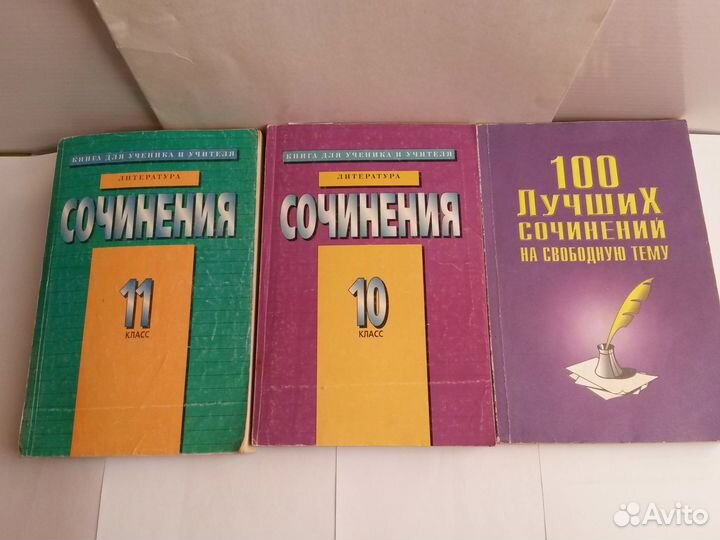 КНИГА ДЛЯ УЧЕНИКА И УЧИТЕЛЯ
ЛИТЕРАТУРА
СОЧИНЕНИЯ
11
КЛАСС
КНИГА ДЛЯ УЧЕНИКА И УЧИТЕЛЯ
ЛИТЕРАТУРА
СОЧИНЕНИЯ
10
КЛАСС
100
ЛУЧШИХ
СОЧИНЕНИЙ
НА СВОБОДНУЮ ТЕМУ
Avito